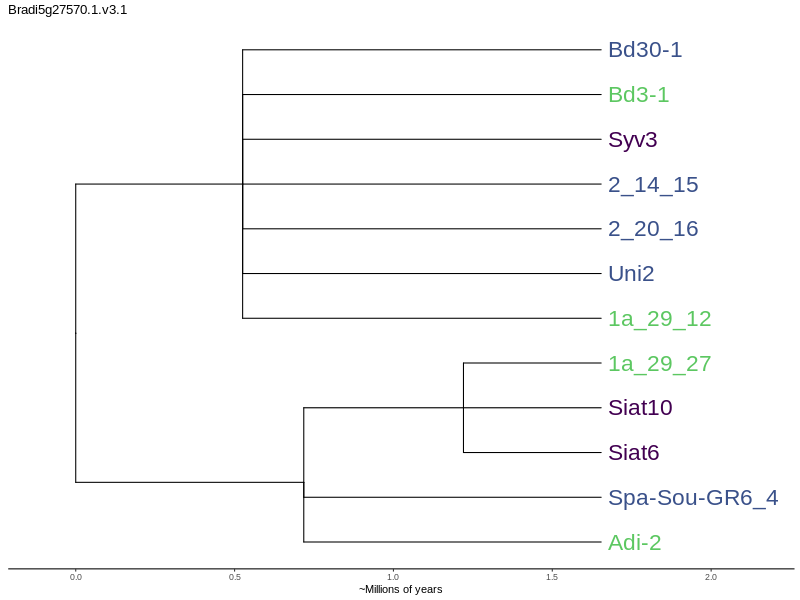 Bradi5g27570.1.v3.1
Bd30-1
Bd3-1
Syv3
2_14_15
2_20_16
Uni2
1a_29_12
1a_29_27
Siat10
Siat6
Spa-Sou-GR6_4
Adi-2
0.0 0.5 1.0 1.5 2.0
~Millions of years